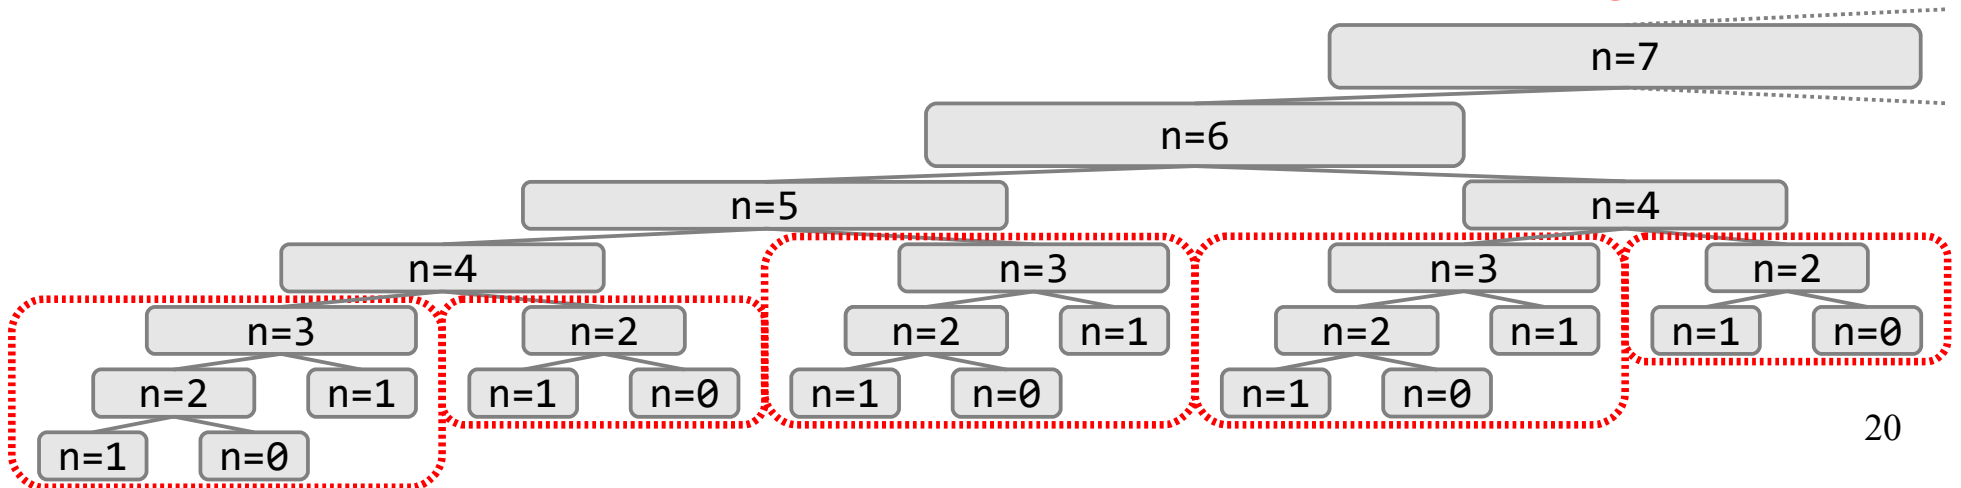 n=7
n=6
n=5 n=4
n=4 n=3 n=3 n=2
n=3 n=2 n=2 n=1 n=2 n=1 n=1 n=0
n=2 n=1 n=1 n=0 n=1 n=0 n=1 n=0
n=1 n=0
20